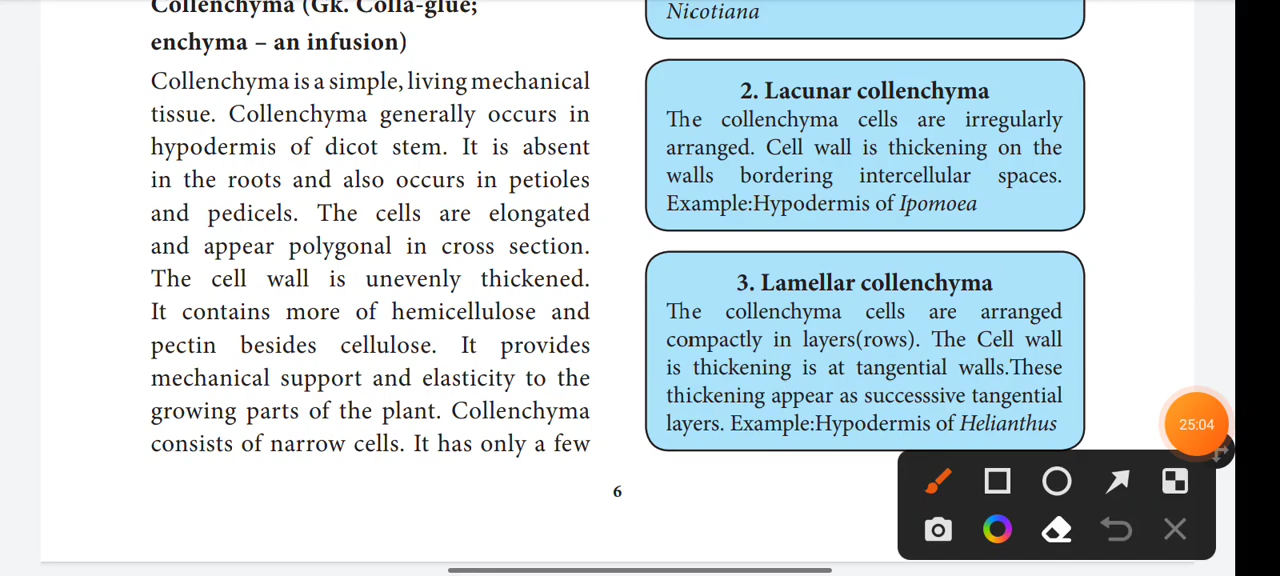 Collenchyma (Gk. Colla-glue;
enchyma – an infusion)
Collenchyma is a simple, living mechanical
tissue. Collenchyma generally occurs in
hypodermis of dicot stem. It is absent
in the roots and also occurs in petioles
and pedicels. The cells are elongated
and appear polygonal in cross section.
The cell wall is unevenly thickened.
It contains more of hemicellulose and
pectin besides cellulose. It provides
mechanical support and elasticity to the
growing parts of the plant. Collenchyma
consists of narrow cells. It has only a few
Nicotiana
2. Lacunar collenchyma
The collenchyma cells are irregularly
arranged. Cell wall is thickening on the
walls bordering intercellular spaces.
Example:Hypodermis of Ipomoea
3. Lamellar collenchyma
The collenchyma cells are arranged
compactly in layers(rows). The Cell wall
is thickening is at tangential walls.These
thickening appear as successsive tangential
layers. Example:Hypodermis of Helianthus
6
25:04